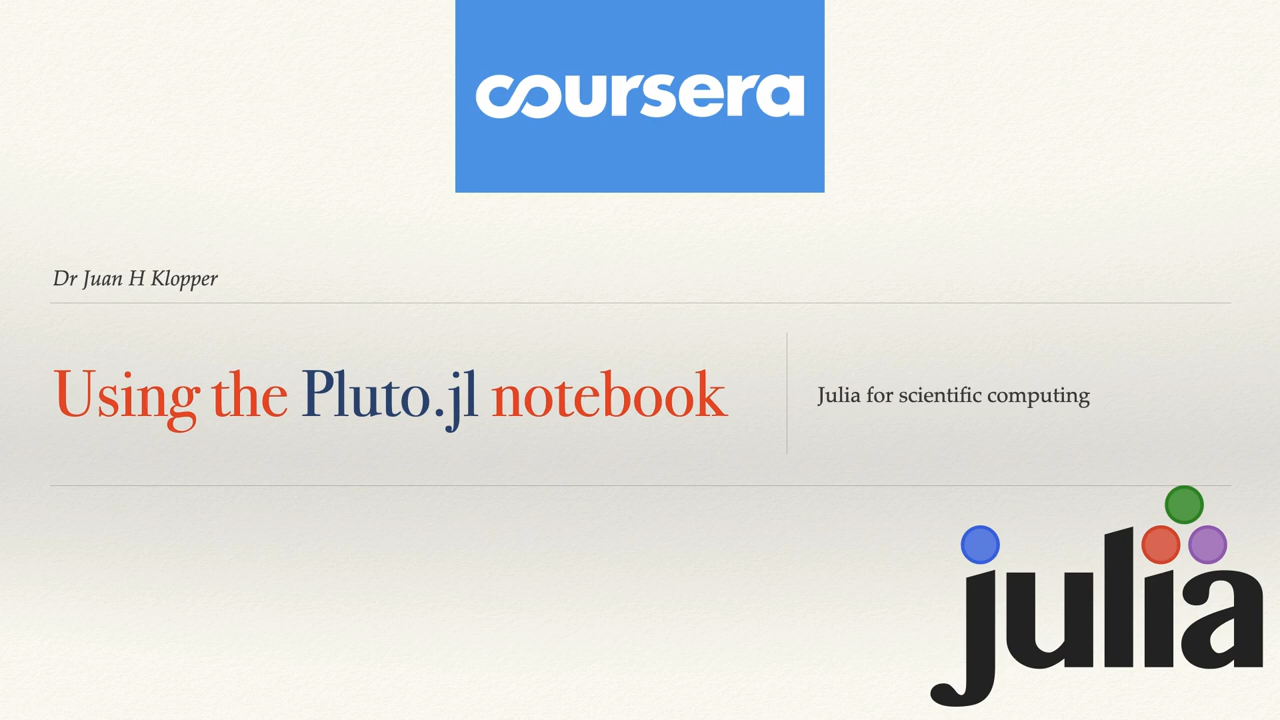 coursera
Dr Juan H Klopper
Using the Pluto.jl notebook
Julia for scientific computing
julia